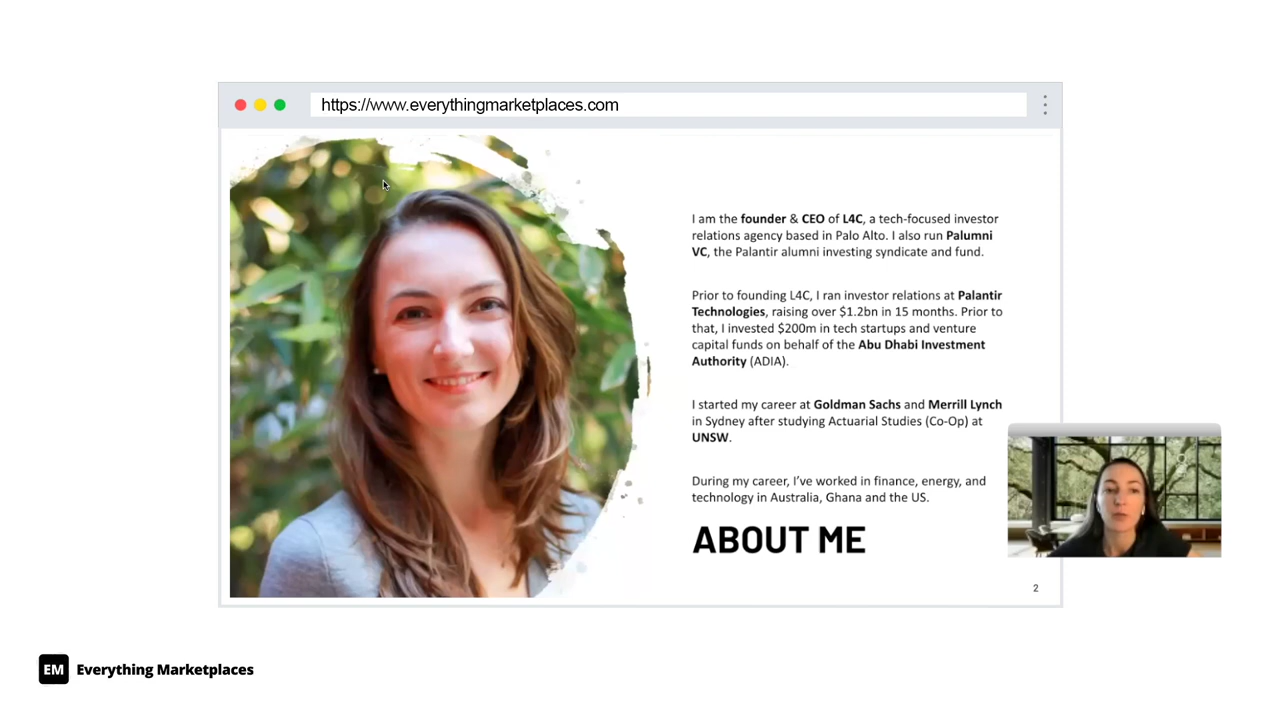 https://www.everythingmarketplaces.com
I am the founder & CEO of L4C, a tech-focused investor
relations agency based in Palo Alto. I also run Palumni
VC, the Palantir alumni investing syndicate and fund.
Prior to founding L4C, I ran investor relations at Palantir
Technologies, raising over $1.2bn in 15 months. Prior to
that, I invested $200m in tech startups and venture
capital funds on behalf of the Abu Dhabi Investment
Authority (ADIA).
I started my career at Goldman Sachs and Merrill Lynch
in Sydney after studying Actuarial Studies (Co-Op) at
UNSW.
During my career, I've worked in finance, energy, and
technology in Australia, Ghana and the US.
ABOUT ME
2
EM Everything Marketplaces